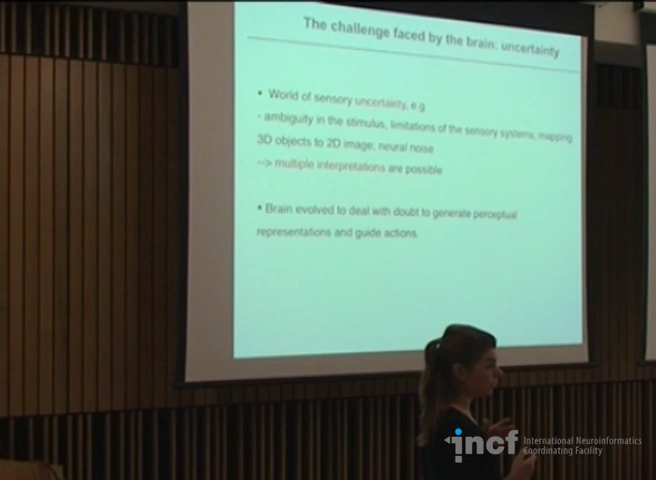 The challenge faced by the brain: uncertainty
• World of sensory uncertainty, e.g
- ambiguity in the stimulus, limitations of the sensory systems; mapping
3D objects to 2D image; neural noise
--> multiple interpretations are possible
• Brain evolved to deal with doubt to generate perceptual
representations and guide actions.
incf International Neuroinformatics
Coordinating Facility